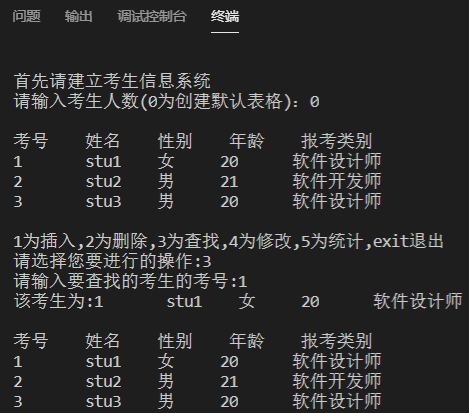 问题 输出 调试控制台 终端
首先请建立考生信息系统
请输入考生人数(0为创建默认表格): 0
考号 姓名 性别 年龄 报考类别
1 stu1 女 20 软件设计师
2 stu2 男 21 软件开发师
3 stu3 男 20 软件设计师
1为插入,2为删除,3为查找,4为修改,5为统计,exit退出
请选择您要进行的操作:3
请输入要查找的考生的考号:1
该考生为:1 stu1 女 20 软件设计师
考号 姓名 性别 年龄 报考类别
1 stu1 女 20 软件设计师
2 stu2 男 21 软件开发师
3 stu3 男 20 软件设计师